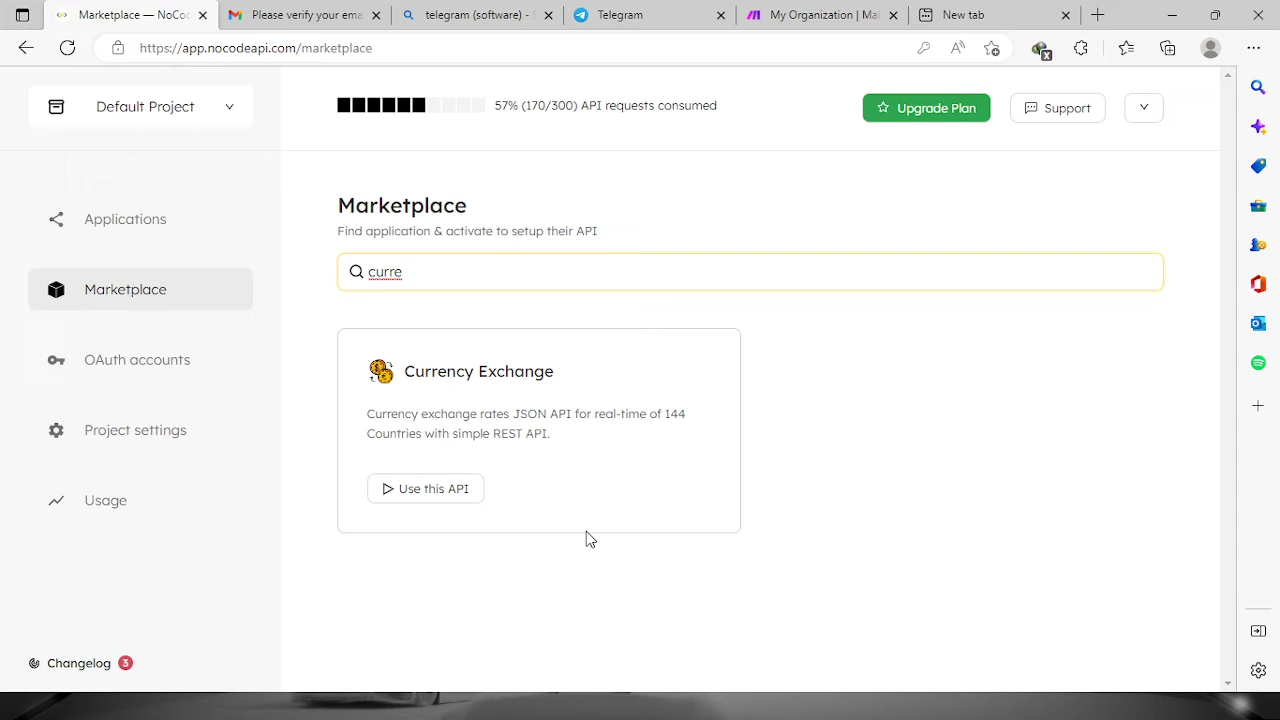 Marketplace — NoCo
Please verify your ema
telegram (software) - S
Telegram
My Organization | Mai
New tab
https://app.nocodeapi.com/marketplace
Default Project
57% (170/300) API requests consumed
Upgrade Plan
Support
Applications
Marketplace
OAuth accounts
Project settings
Usage
Changelog 3
Marketplace
Find application & activate to setup their API
curre
Currency Exchange
Currency exchange rates JSON API for real-time of 144
Countries with simple REST API.
Use this API